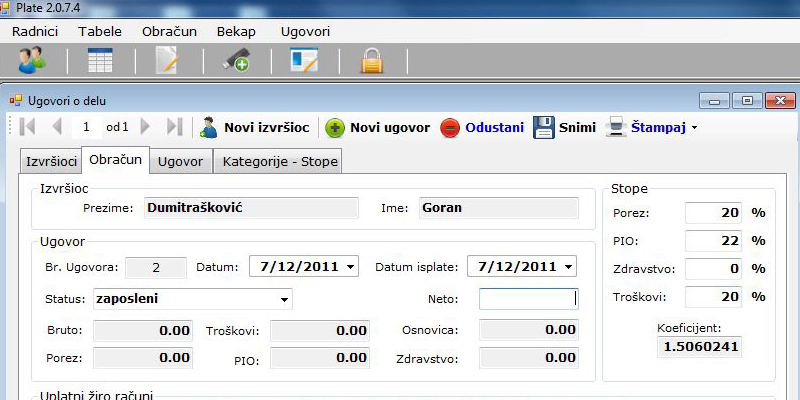 Plate 2.0.7.4
Radnici Tabele Obračun Bekap Ugovori
Ugovori o delu
1 od 1 Novi izvršioc Novi ugovor Odustani Snimi Štampaj
Izvršioci Obračun Ugovor Kategorije - Stope
Izvršioc
Prezime: Dumitrašković Ime: Goran
Ugovor
Br. Ugovora: 2 Datum: 7/12/2011 Datum isplate: 7/12/2011
Status: zaposleni Neto:
Bruto: 0.00 Troškovi: 0.00 Osnovica: 0.00
Porez: 0.00 PIO: 0.00 Zdravstvo: 0.00
Stope
Porez: 20 %
PIO: 22 %
Zdravstvo: 0 %
Troškovi: 20 %
Koeficijent:
1.5060241
Uplatni žiro računi